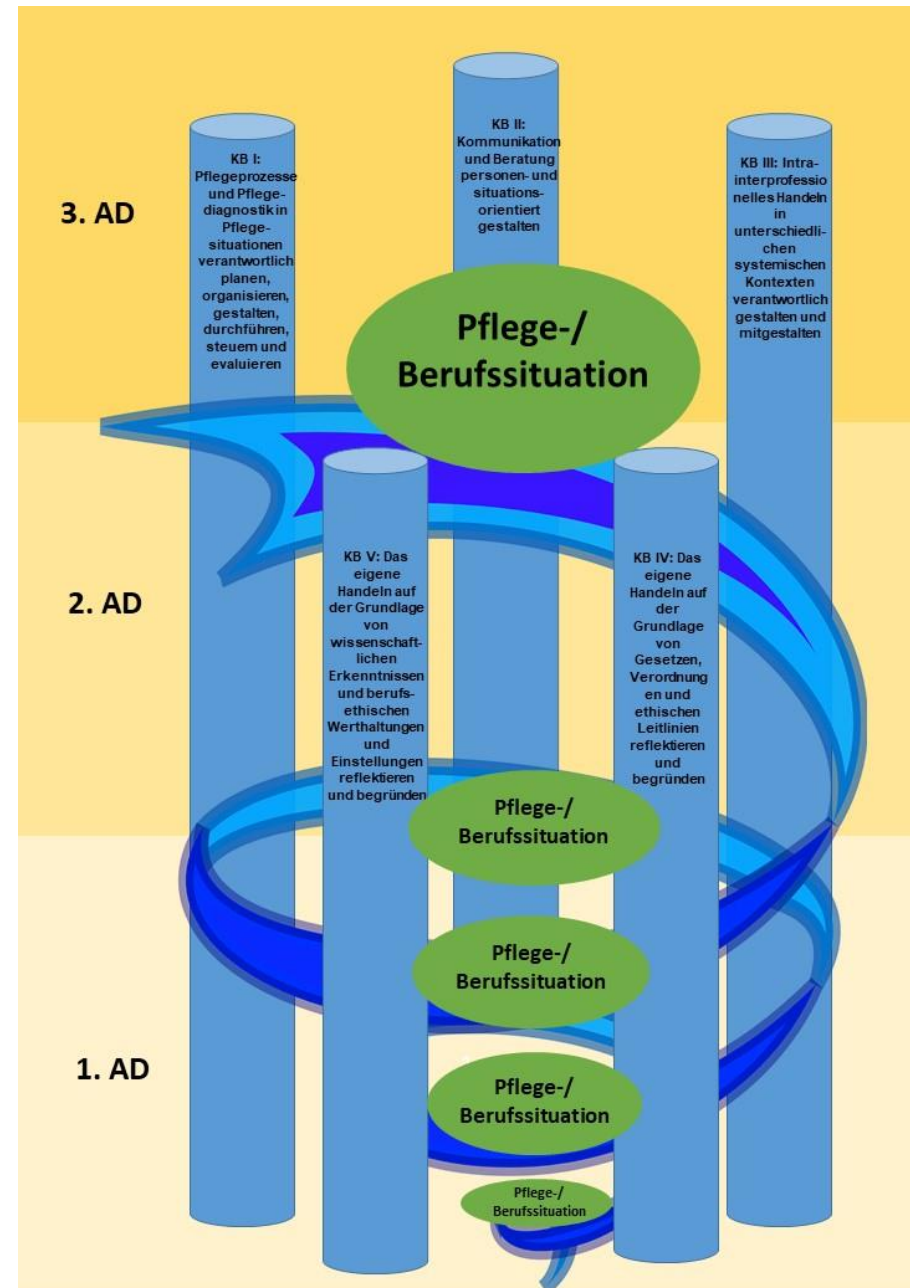 KB I:
Pflegeprozesse
und Pflege-
diagnostik in
Pflege-
situationen
verantwortlich
planen,
organisieren,
gestalten,
durchführen,
steuern und
evaluieren
KB II:
Kommunikation
und Beratung
personen- und
situations-
orientiert
gestalten
KB III: Intra-
interprofessio
nelles Handeln
in
unterschiedli-
chen
systemischen
Kontexten
verantwortlich
gestalten und
mitgestalten
3. AD
Pflege-/
Berufssituation
2. AD
KB V: Das
eigene
Handeln auf
der Grundlage
von
wissenschaft-
lichen
Erkenntnissen
und berufs-
ethischen
Werthaltungen
und
Einstellungen
reflektieren
und begründen
KB IV: Das
eigene
Handeln auf
der
Grundlage
von
Gesetzen,
Verordnung
en und
ethischen
Leitlinien
reflektieren
und
begründen
Pflege-/
Berufssituation
Pflege-/
Berufssituation
1. AD
Pflege-/
Berufssituation
Pflege-/
Berufssituation